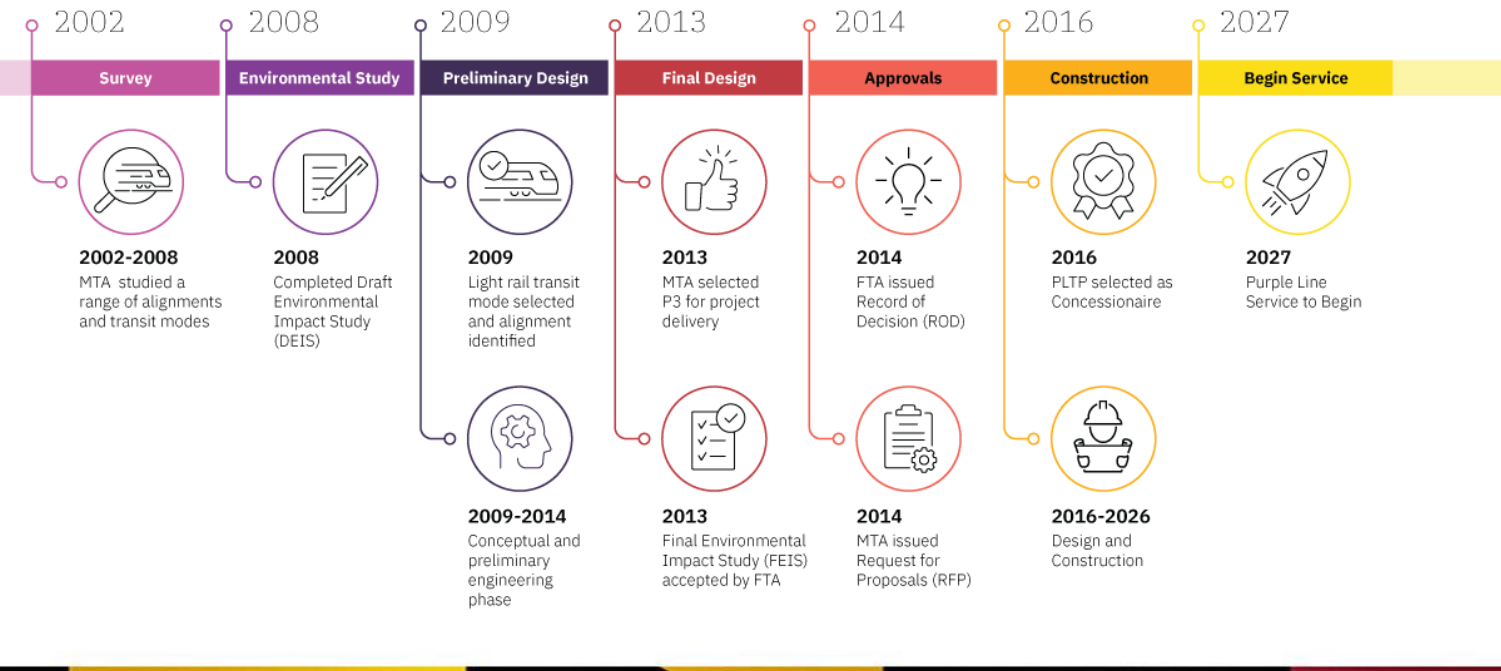 2002
2008
2009
2013
2014
2016
2027
Survey
Environmental Study
Preliminary Design
Final Design
Approvals
Construction
Begin Service
2002-2008
MTA studied a
range of alignments
and transit modes
2008
Completed Draft
Environmental
Impact Study
(DEIS)
2009
Light rail transit
mode selected
and alignment
identified
2013
MTA selected
P3 for project
delivery
2014
FTA issued
Record of
Decision (ROD)
2016
PLTP selected as
Concessionaire
2027
Purple Line
Service to Begin
2009-2014
Conceptual and
preliminary
engineering
phase
2013
Final Environmental
Impact Study (FEIS)
accepted by FTA
2014
MTA issued
Request for
Proposals (RFP)
2016-2026
Design and
Construction